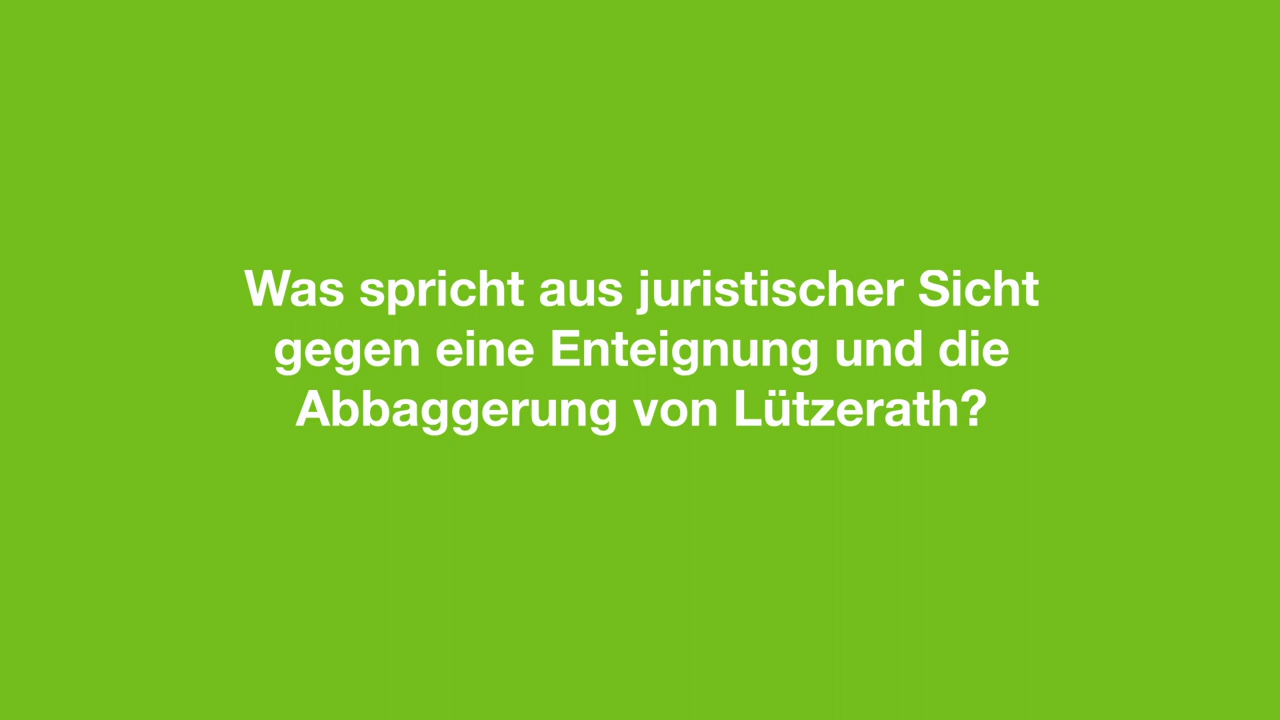 Was spricht aus juristischer Sicht
gegen eine Enteignung und die
Abbaggerung von Lützerath?